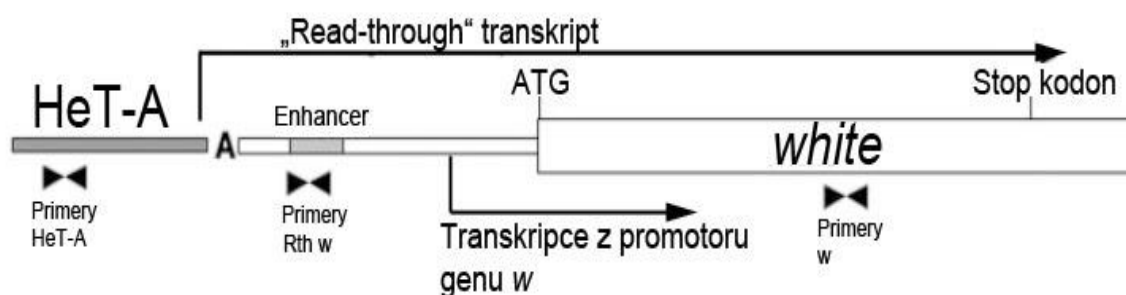 „Read-through“ transkript
HeT-A
Enhancer
ATG
Stop kodon
A
white
Primery
HeT-A
Primery
Rth w
Transkripce z promotoru
genu w
Primery
w